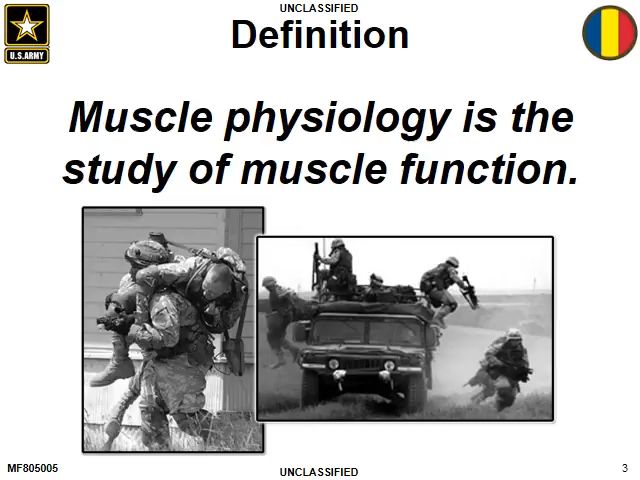 UNCLASSIFIED
Definition
U.S.ARMY
Muscle physiology is the
study of muscle function.
MF805005
UNCLASSIFIED
3